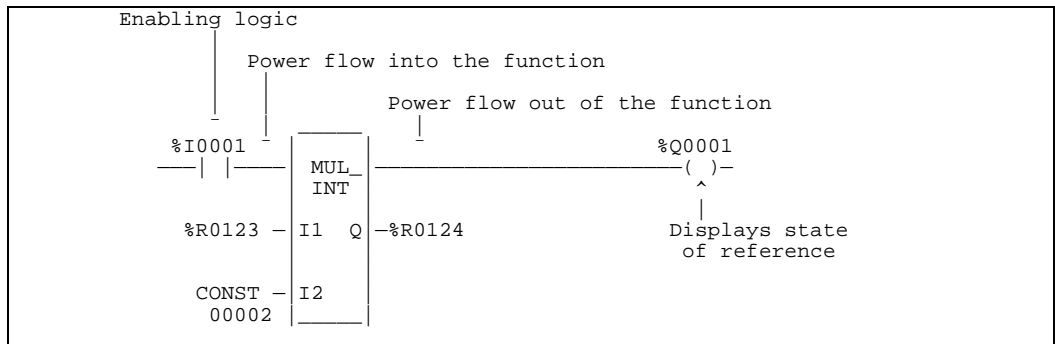 Enabling logic
Power flow into the function
Power flow out of the function
%I0001
%Q0001
MUL_
( )
INT
%R0123
I1 Q
%R0124
Displays state
of reference
CONST
I2
00002